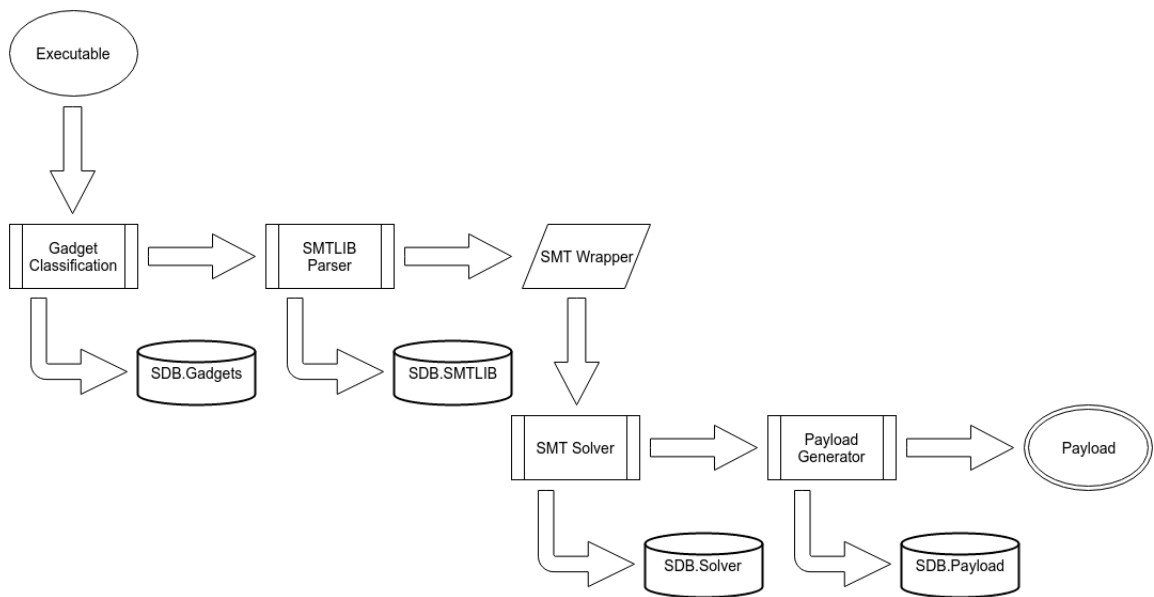 Executable
Gadget
Classification
SMTLIB
Parser
SMT Wrapper
SDB.Gadgets
SDB.SMTLIB
SMT Solver
Payload
Generator
Payload
SDB.Solver
SDB.Payload